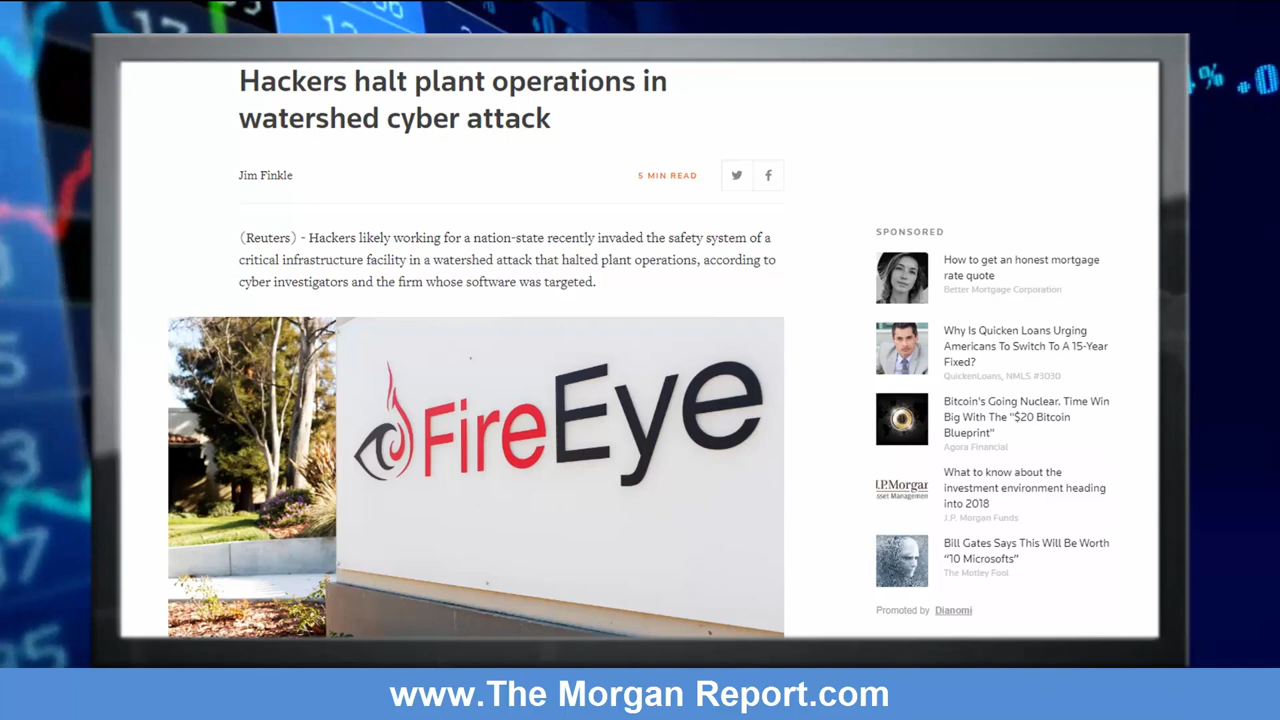 Hackers halt plant operations in
watershed cyber attack
Jim Finkle
5 MIN READ
(Reuters) - Hackers likely working for a nation-state recently invaded the safety system of a
critical infrastructure facility in a watershed attack that halted plant operations, according to
cyber investigators and the firm whose software was targeted.
FireEye
SPONSORED
How to get an honest mortgage
rate quote
Better Mortgage Corporation
Why Is Quicken Loans Urging
Americans To Switch To A 15-Year
Fixed?
QuickenLoans, NMLS #3030
Bitcoin's Going Nuclear. Time Win
Big With The "$20 Bitcoin
Blueprint"
Agora Financial
J.P.Morgan
Asset Management
What to know about the
investment environment heading
into 2018
J.P. Morgan Funds
Bill Gates Says This Will Be Worth
“10 Microsofts”
The Motley Fool
Promoted by Dianomi
www.The Morgan Report.com